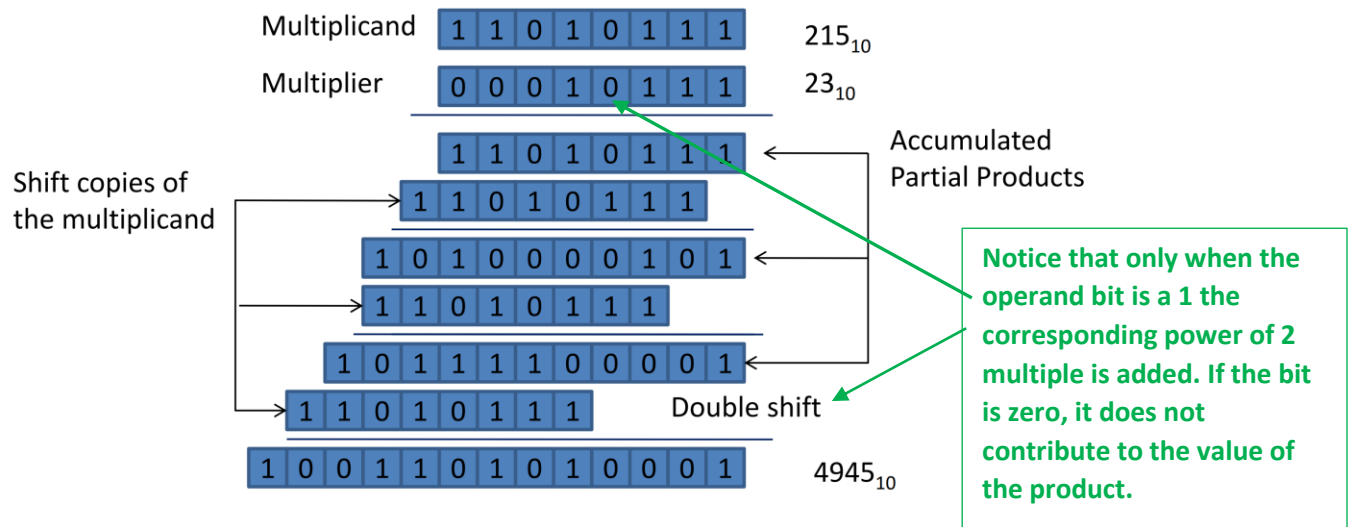 Multiplicand 1 1 0 1 0 1 1 1 215₁₀
Multiplier 0 0 0 1 0 1 1 1 23₁₀
1 1 0 1 0 1 1 1
Accumulated
Partial Products
Shift copies of
the multiplicand
1 1 0 1 0 1 1 1
1 0 1 0 0 0 0 1 0 1
1 1 0 1 0 1 1 1
1 0 1 1 1 1 0 0 0 0 1
1 1 0 1 0 1 1 1 Double shift
1 0 0 1 1 0 1 0 1 0 0 0 1 4945₁₀
Notice that only when the
operand bit is a 1 the
corresponding power of 2
multiple is added. If the bit
is zero, it does not
contribute to the value of
the product.